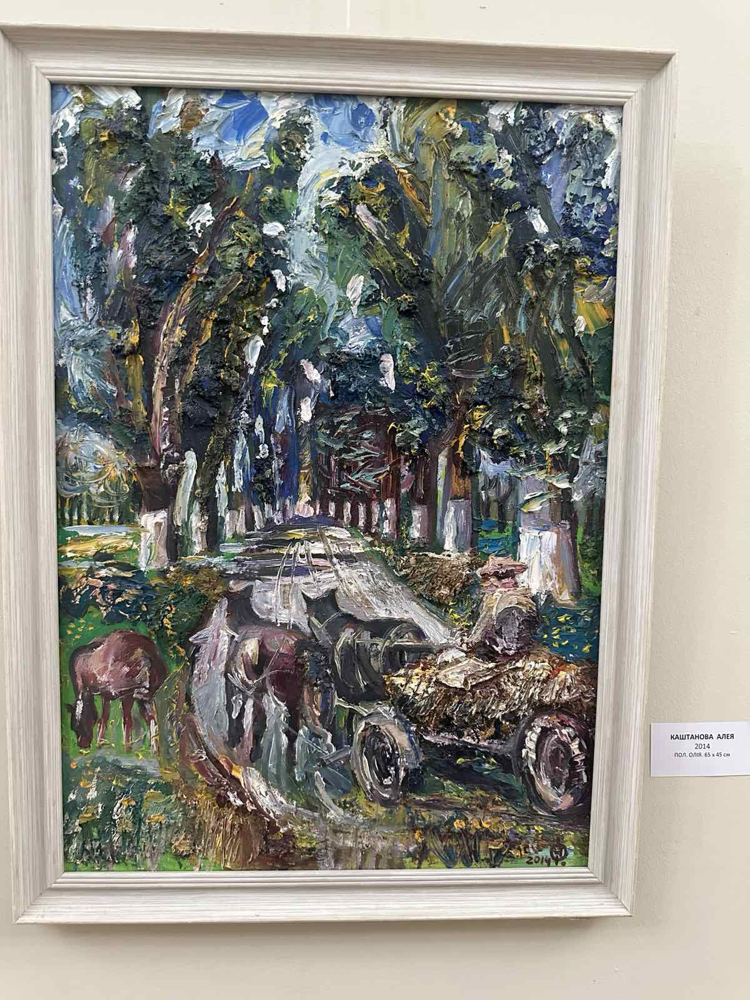 КАШТАНОВА АЛЕЯ
2014
ПОЛ. ОЛІЯ. 65 х 45 см
2014 р.